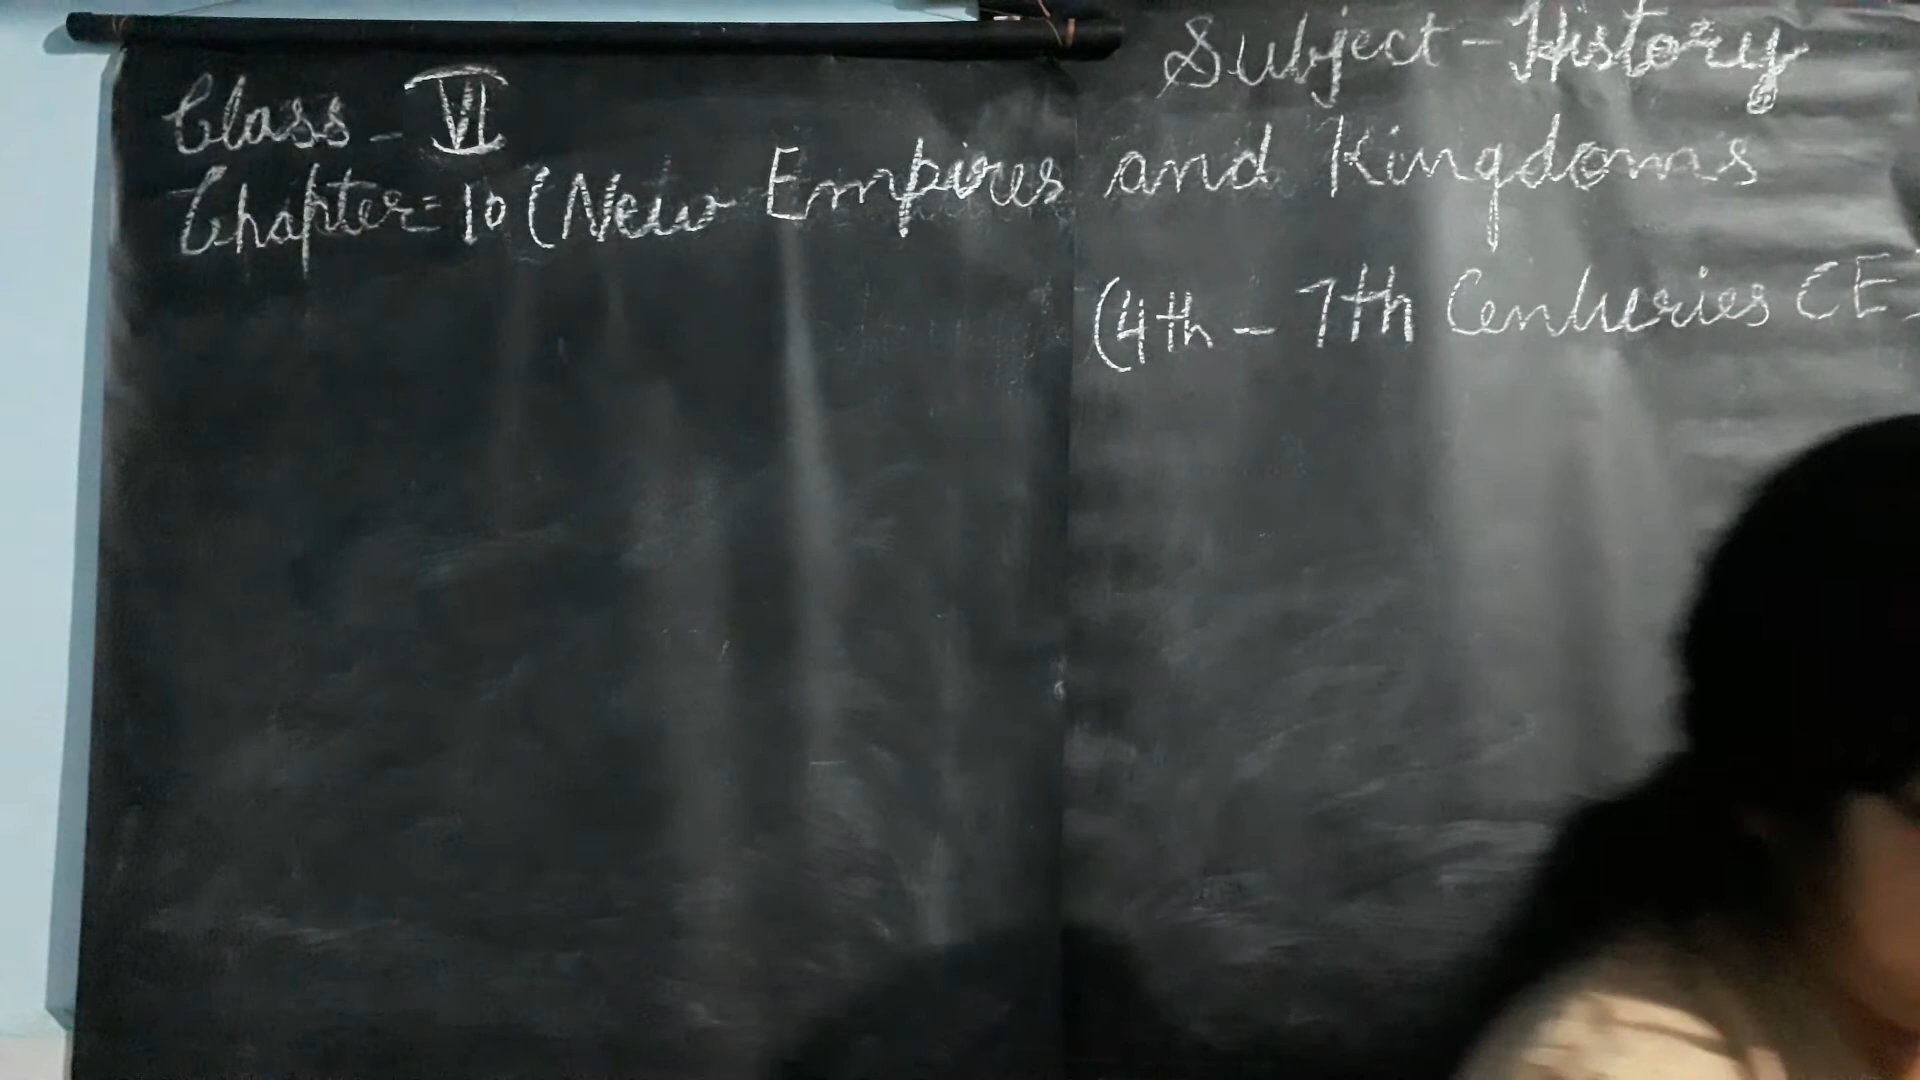 Subject - History
Class - VI
Chapter = 10 (New Empires and Kingdoms
(4th - 7th Centuries CE)